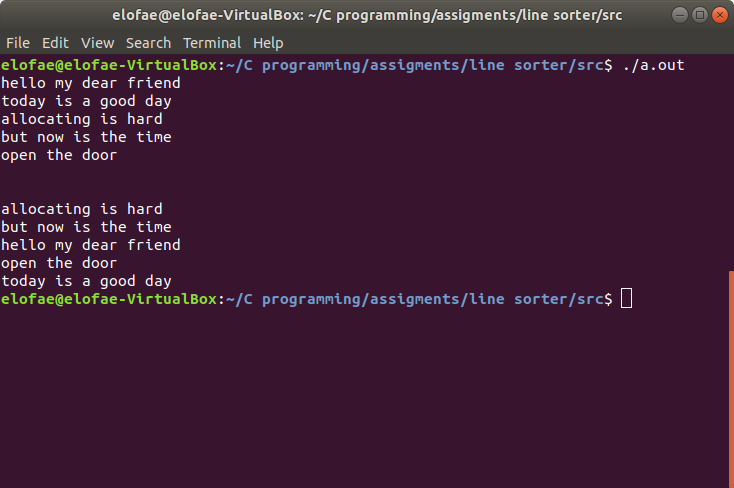 elofae@elofae-VirtualBox: ~/C programming/assigments/line sorter/src
File Edit View Search Terminal Help
elofae@elofae-VirtualBox:~/C programming/assigments/line sorter/src$ ./a.out
hello my dear friend
today is a good day
allocating is hard
but now is the time
open the door
allocating is hard
but now is the time
hello my dear friend
open the door
today is a good day
elofae@elofae-VirtualBox:~/C programming/assigments/line sorter/src$